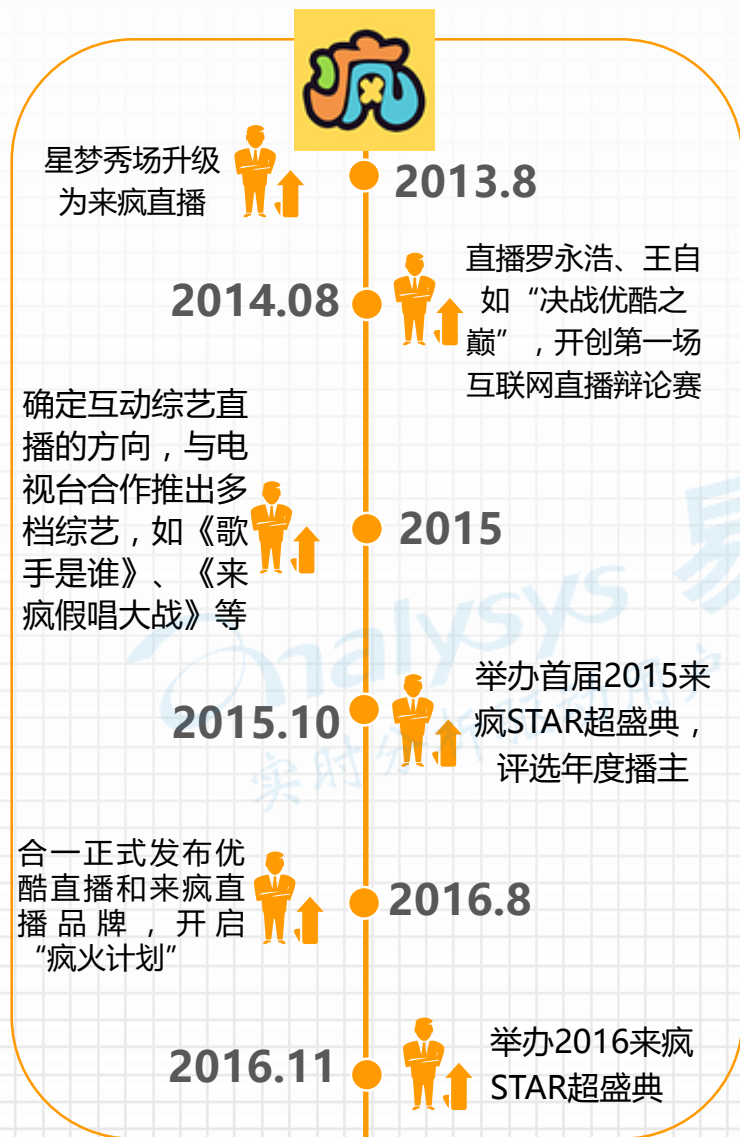 疯
星梦秀场升级
为来疯直播
2013.8
2014.08
直播罗永浩、王自
如“决战优酷之
巅”，开创第一场
互联网直播辩论赛
确定互动综艺直
播的方向，与电
视台合作推出多
档综艺，如《歌
手是谁》、《来
疯假唱大战》等
2015
2015.10
举办首届2015来
疯STAR超盛典，
评选年度播主
合一正式发布优
酷直播和来疯直
播品牌，开启
“疯火计划”
2016.8
2016.11
举办2016来疯
STAR超盛典
analysys 易
实时分析